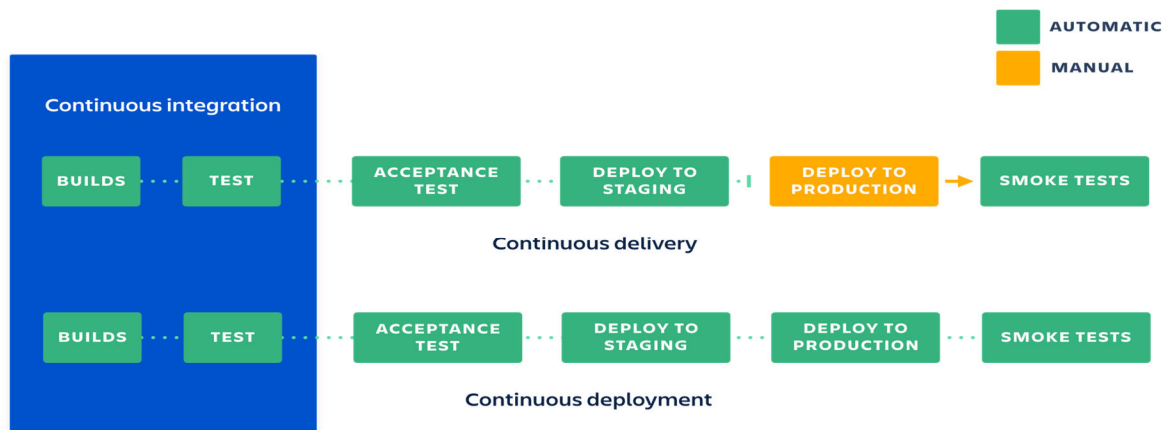 AUTOMATIC
MANUAL
Continuous integration
BUILDS
TEST
ACCEPTANCE
TEST
DEPLOY TO
STAGING
DEPLOY TO
PRODUCTION
SMOKE TESTS
Continuous delivery
BUILDS
TEST
ACCEPTANCE
TEST
DEPLOY TO
STAGING
DEPLOY TO
PRODUCTION
SMOKE TESTS
Continuous deployment